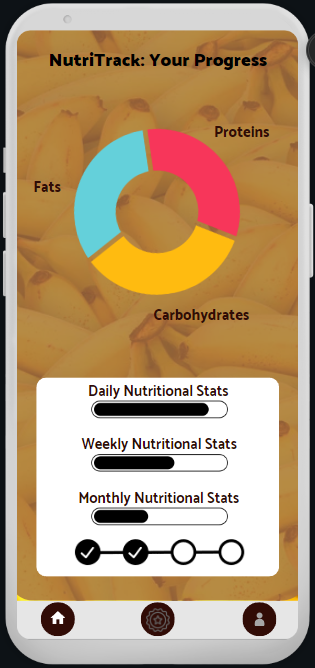 NutriTrack: Your Progress
Proteins
Fats
Carbohydrates
Daily Nutritional Stats
Weekly Nutritional Stats
Monthly Nutritional Stats